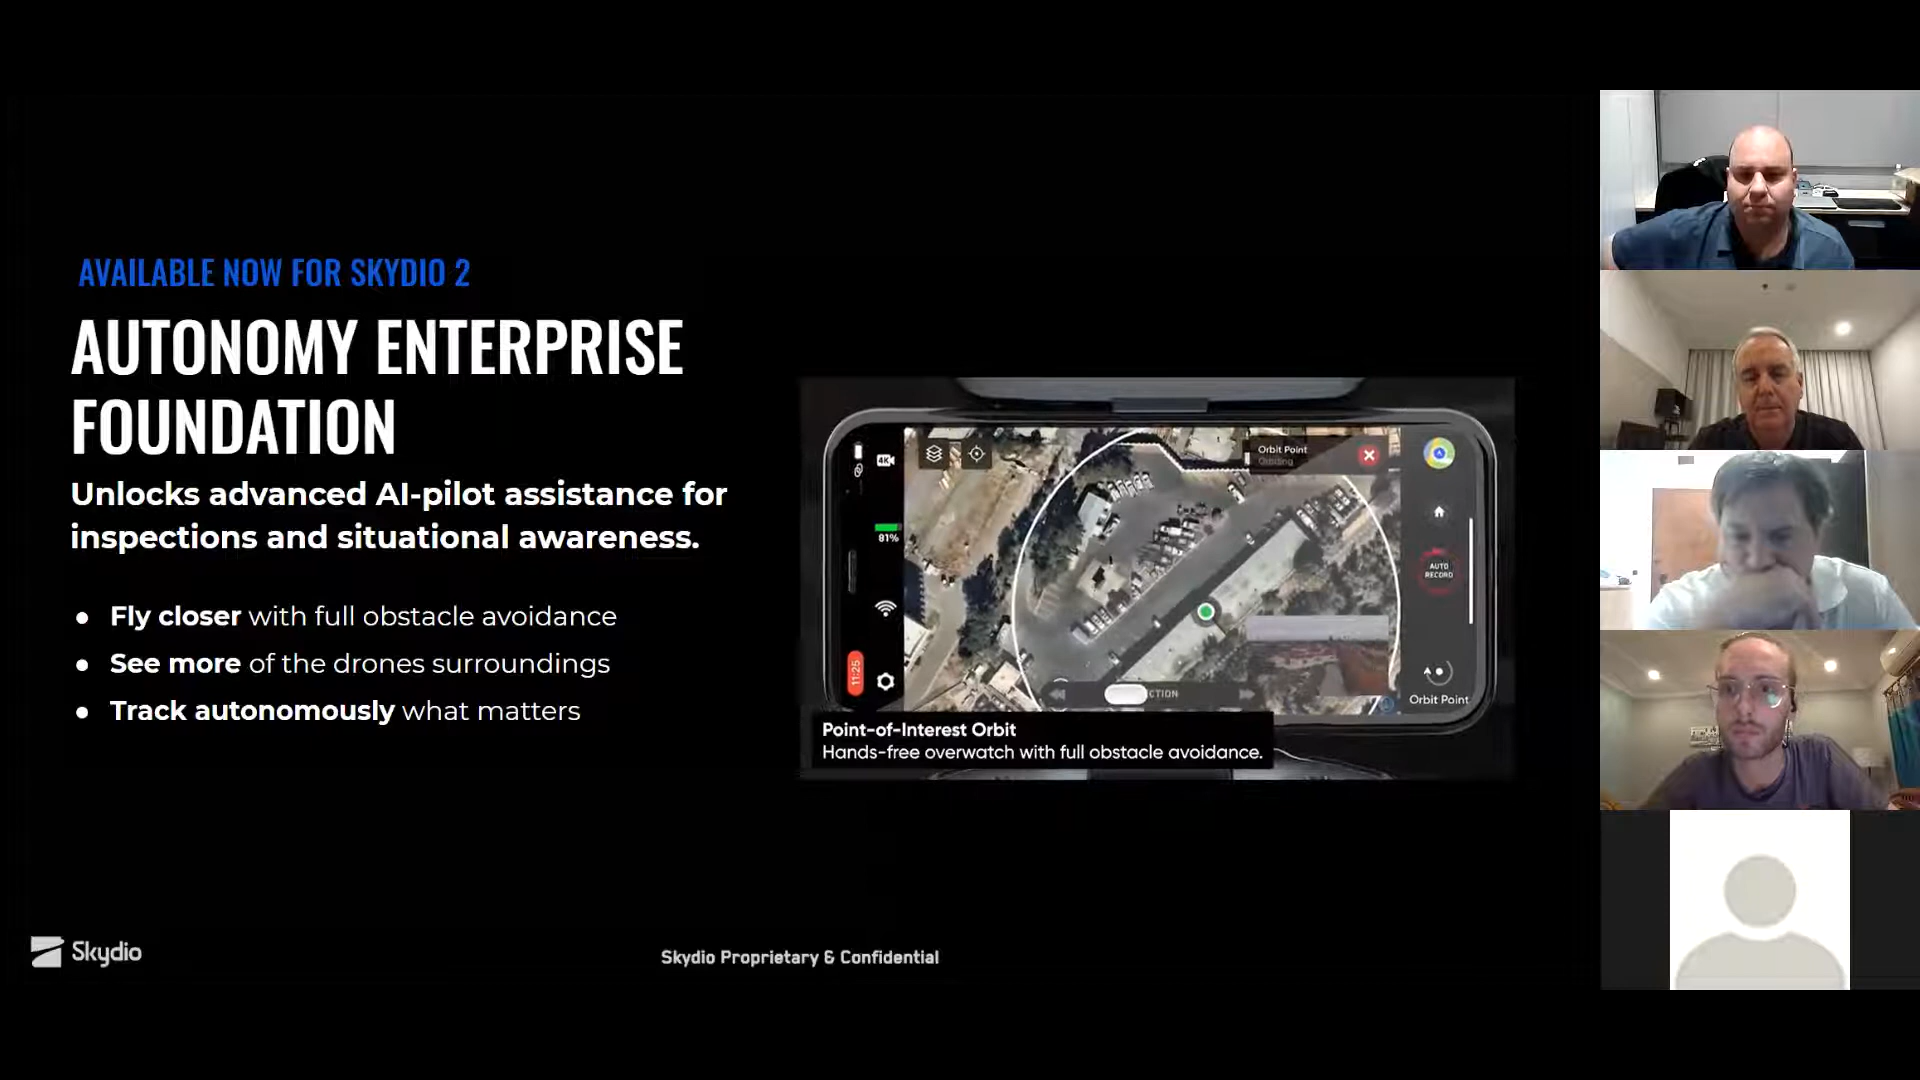 AVAILABLE NOW FOR SKYDIO 2
AUTONOMY ENTERPRISE
FOUNDATION
Unlocks advanced AI-pilot assistance for
inspections and situational awareness.
● Fly closer with full obstacle avoidance
● See more of the drones surroundings
● Track autonomously what matters
4K
81%
11:25
Orbit Point
Orbiting
AUTO
RECORD
Orbit Point
Point-of-Interest Orbit
Hands-free overwatch with full obstacle avoidance.
Skydio
Skydio Proprietary & Confidential